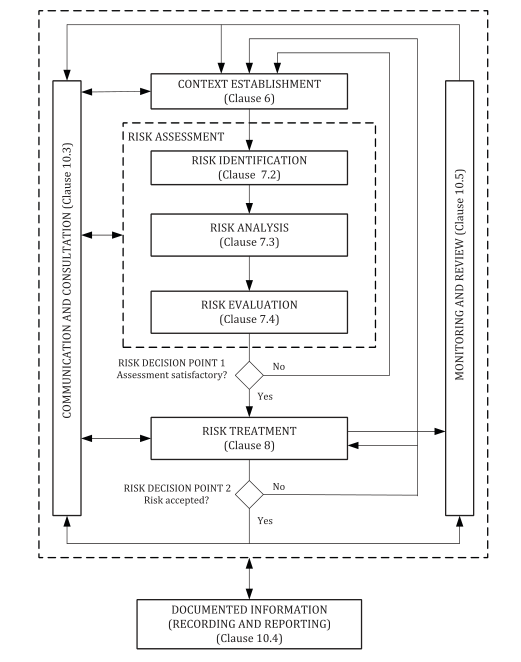 CONTEXT ESTABLISHMENT
(Clause 6)
RISK ASSESSMENT
RISK IDENTIFICATION
(Clause 7.2)
RISK ANALYSIS
(Clause 7.3)
RISK EVALUATION
(Clause 7.4)
COMMUNICATION AND CONSULTATION (Clause 10.3)
MONITORING AND REVIEW (Clause 10.5)
RISK DECISION POINT 1
Assessment satisfactory?
No
Yes
RISK TREATMENT
(Clause 8)
RISK DECISION POINT 2
Risk accepted?
No
Yes
DOCUMENTED INFORMATION
(RECORDING AND REPORTING)
(Clause 10.4)